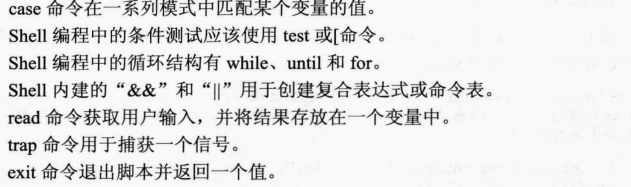 case 命令在一系列模式中匹配某个变量的值。
Shell 编程中的条件测试应该使用 test 或[命令。
Shell 编程中的循环结构有 while、until 和 for。
Shell 内建的“&&”和“||”用于创建复合表达式或命令表。
read 命令获取用户输入，并将结果存放在一个变量中。
trap 命令用于捕获一个信号。
exit 命令退出脚本并返回一个值。